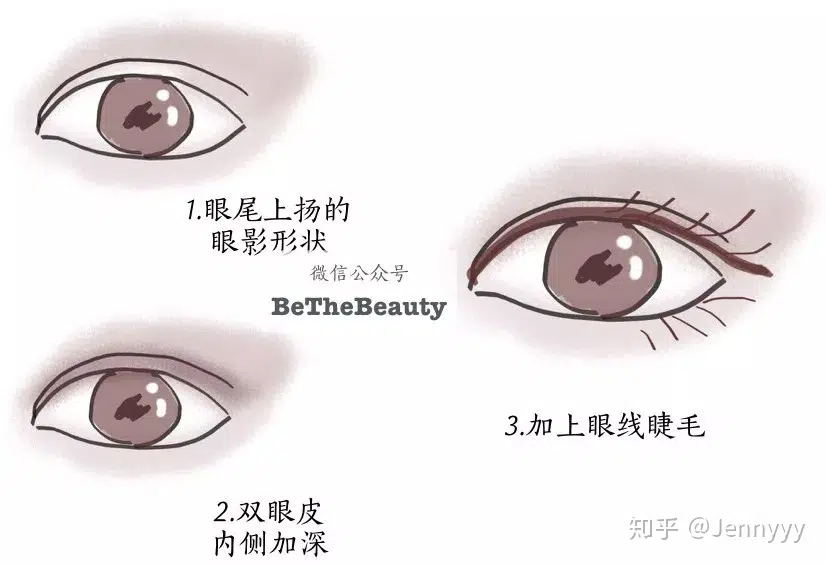 1.眼尾上扬的
眼影形状
微信公众号
BeTheBeauty
2.双眼皮
内侧加深
3.加上眼线睫毛
知乎 @Jennyyy